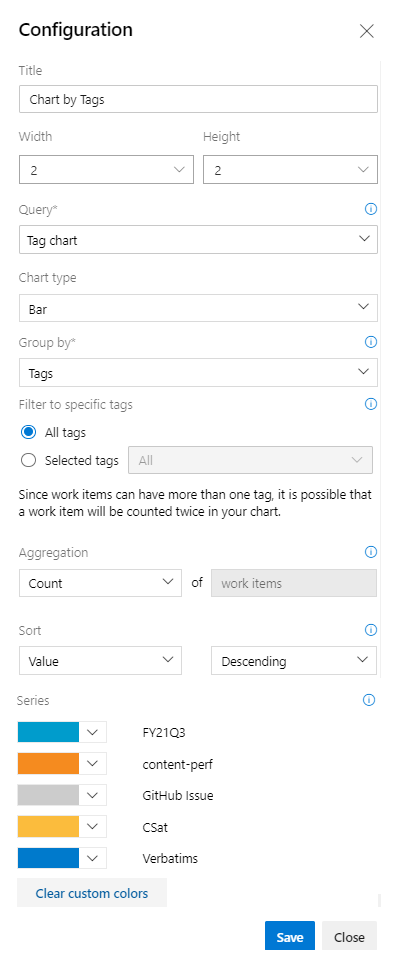 Configuration
Title
Chart by Tags
Width Height
2 2
Query*
Tag chart
Chart type
Bar
Group by*
Tags
Filter to specific tags
All tags
Selected tags All
Since work items can have more than one tag, it is possible that
a work item will be counted twice in your chart.
Aggregation
Count of work items
Sort
Value Descending
Series
FY21Q3
content-perf
GitHub Issue
CSat
Verbatims
Clear custom colors
Save Close